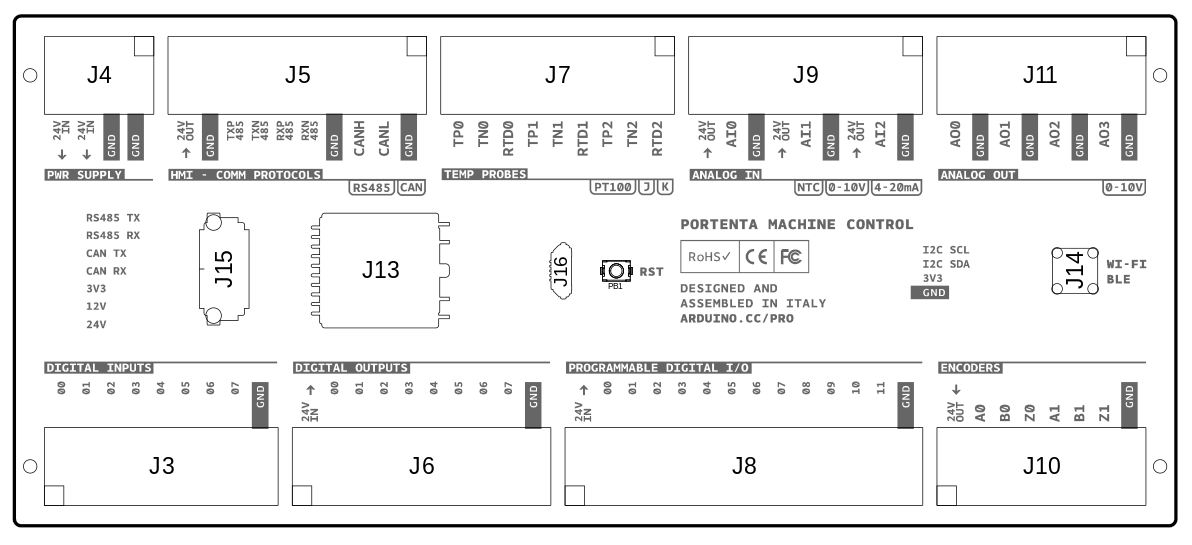 J4 J5 J7 J9 J11
24V IN 24V IN GND GND
24V OUT GND TXP 485 TXN 485 RXP 485 RXN 485 GND CANH CANL GND
TP0 TN0 RTD0 TP1 TN1 RTD1 TP2 TN2 RTD2
24V OUT AI0 GND 24V OUT AI1 GND 24V OUT AI2 GND
AO0 GND AO1 GND AO2 GND AO3 GND
PWR SUPPLY HMI - COMM PROTOCOLS TEMP PROBES ANALOG IN ANALOG OUT
RS485 CAN PT100 J K NTC 0-10V 4-20mA 0-10V
RS485 TX
RS485 RX
CAN TX
CAN RX
3V3
12V
24V
J15
J13
J16
PB1
RST
PORTENTA MACHINE CONTROL
RoHS✓ CE FC
DESIGNED AND
ASSEMBLED IN ITALY
ARDUINO.CC/PRO
I2C SCL
I2C SDA
3V3
GND
J14
WI-FI
BLE
DIGITAL INPUTS DIGITAL OUTPUTS PROGRAMMABLE DIGITAL I/O ENCODERS
00 01 02 03 04 05 06 07 GND
24V IN 00 01 02 03 04 05 06 07 GND
24V IN 00 01 02 03 04 05 06 07 08 09 10 11 GND
24V OUT A0 B0 Z0 A1 B1 Z1 GND
J3 J6 J8 J10